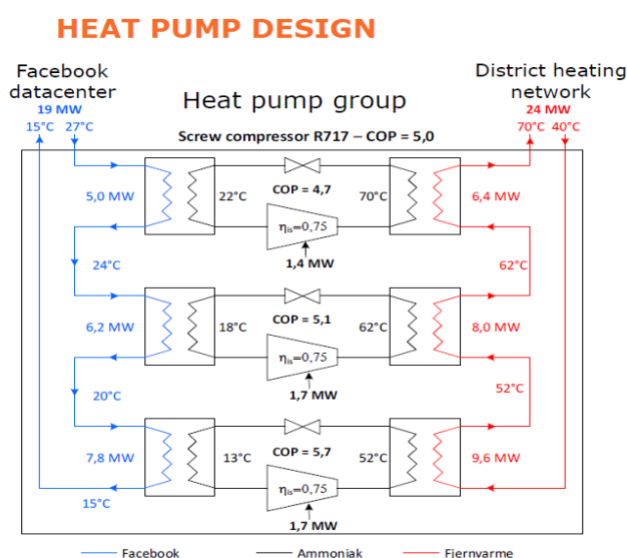 HEAT PUMP DESIGN
Facebook
datacenter
19 MW
15°C 27°C
Heat pump group
Screw compressor R717 – COP = 5,0
District heating
network
24 MW
70°C 40°C
5,0 MW
22°C
COP = 4,7
ηis=0,75
1,4 MW
70°C
6,4 MW
24°C
62°C
6,2 MW
18°C
COP = 5,1
ηis=0,75
1,7 MW
62°C
8,0 MW
20°C
52°C
7,8 MW
13°C
COP = 5,7
ηis=0,75
1,7 MW
52°C
9,6 MW
15°C
Facebook
Ammoniak
Fjernvarme